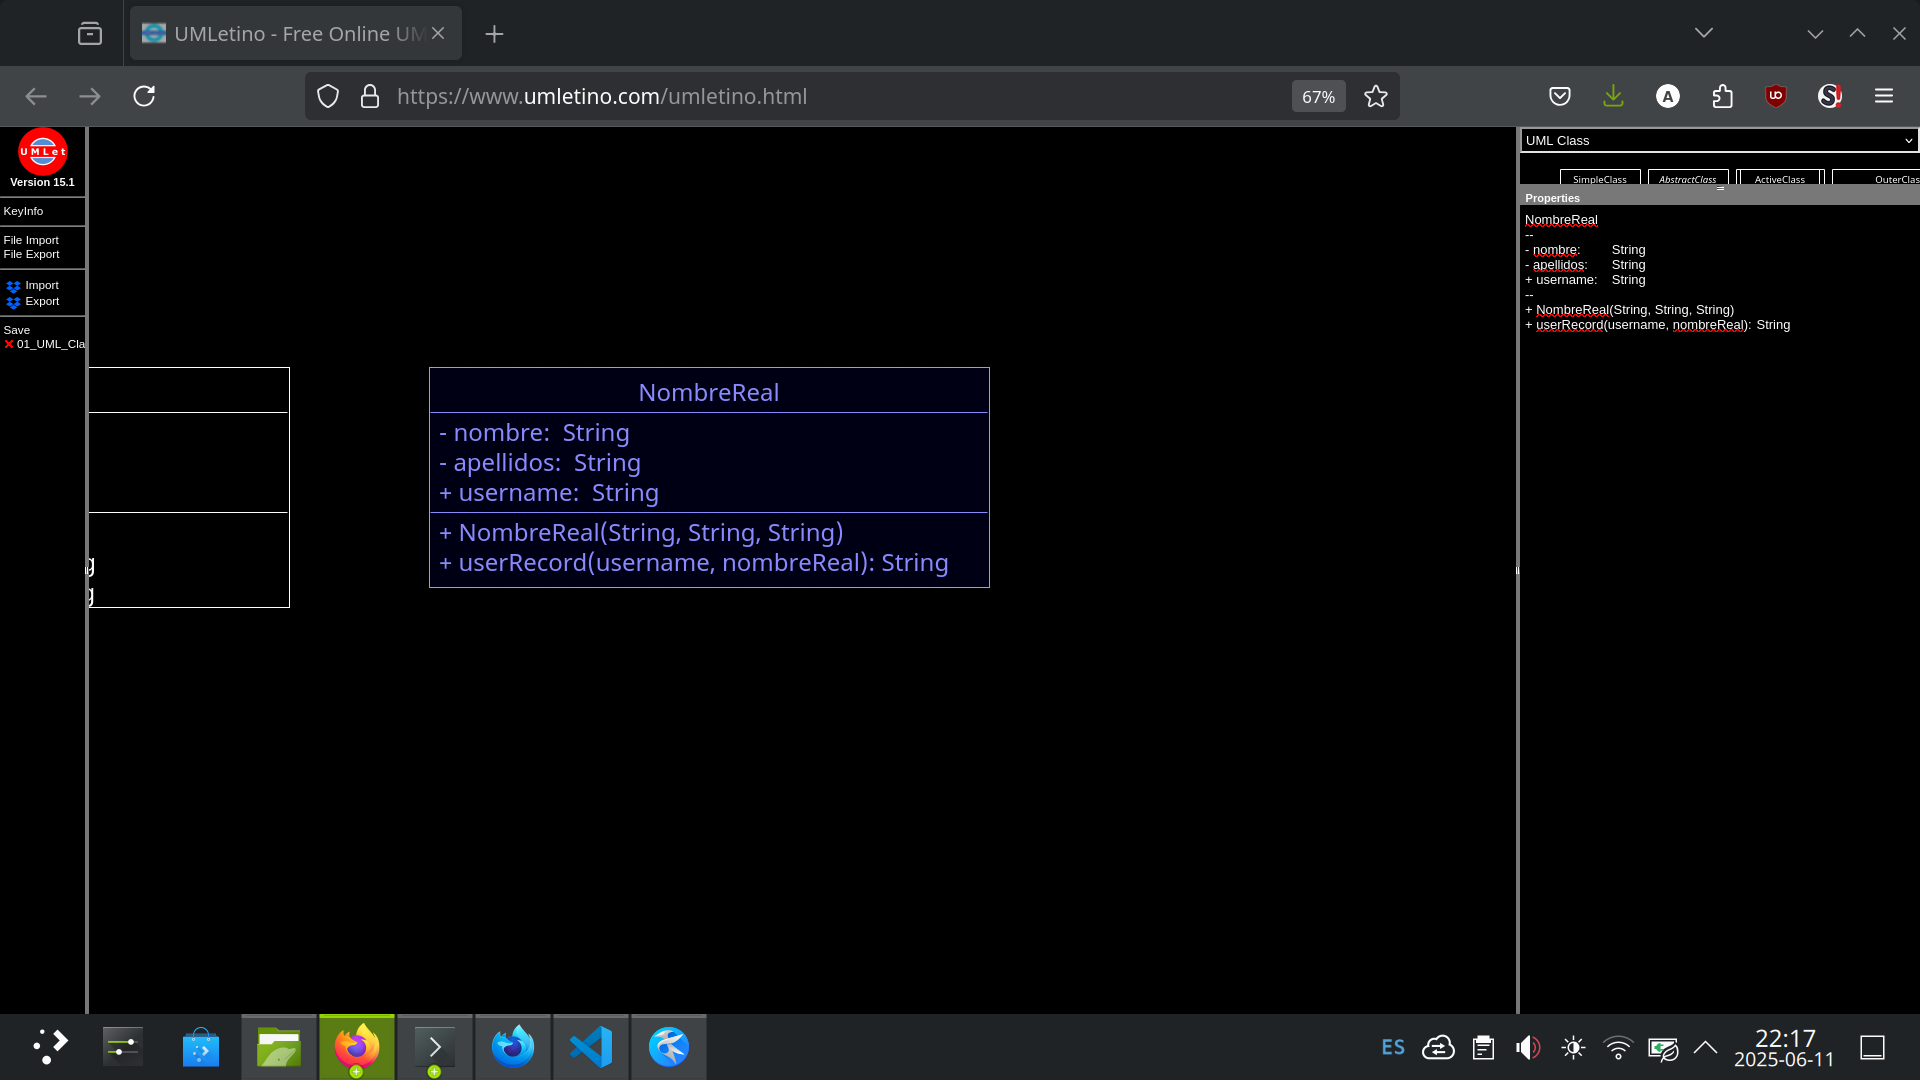 UMLetino - Free Online UM
https://www.umletino.com/umletino.html
67%
UMLet
Version 15.1
KeyInfo
File Import
File Export
Import
Export
Save
01_UML_Cla
g
g
NombreReal
- nombre: String
- apellidos: String
+ username: String
+ NombreReal(String, String, String)
+ userRecord(username, nombreReal): String
UML Class
SimpleClass
AbstractClass
ActiveClass
OuterClas
Properties
NombreReal
--
- nombre: String
- apellidos: String
+ username: String
--
+ NombreReal(String, String, String)
+ userRecord(username, nombreReal): String
ES
22:17
2025-06-11